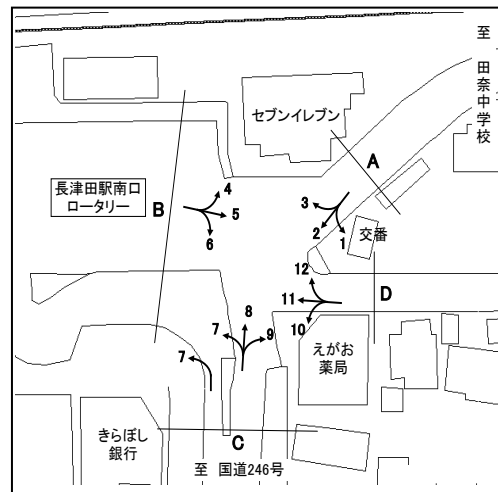 至 田奈中学校
セブンイレブン
A
長津田駅南口
ロータリー
B
4
5
6
3
2
1
交番
12
11
10
D
8
7
9
7
えがお
薬局
きらぼし
銀行
C
至 国道246号